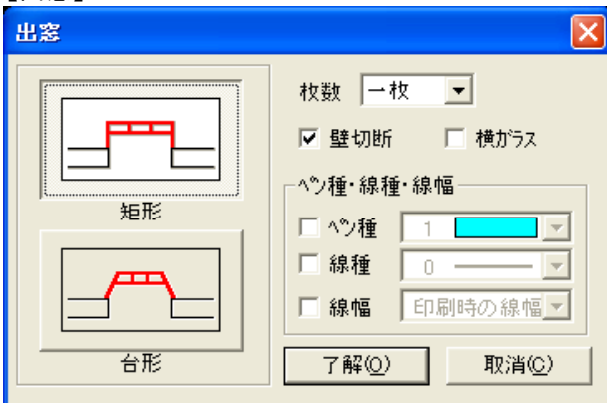 出窓
矩形
台形
枚数 一枚
壁切断 横ガラス
ペン種・線種・線幅
ペン種 1
線種 0
線幅 印刷時の線幅
了解(O) 取消(C)